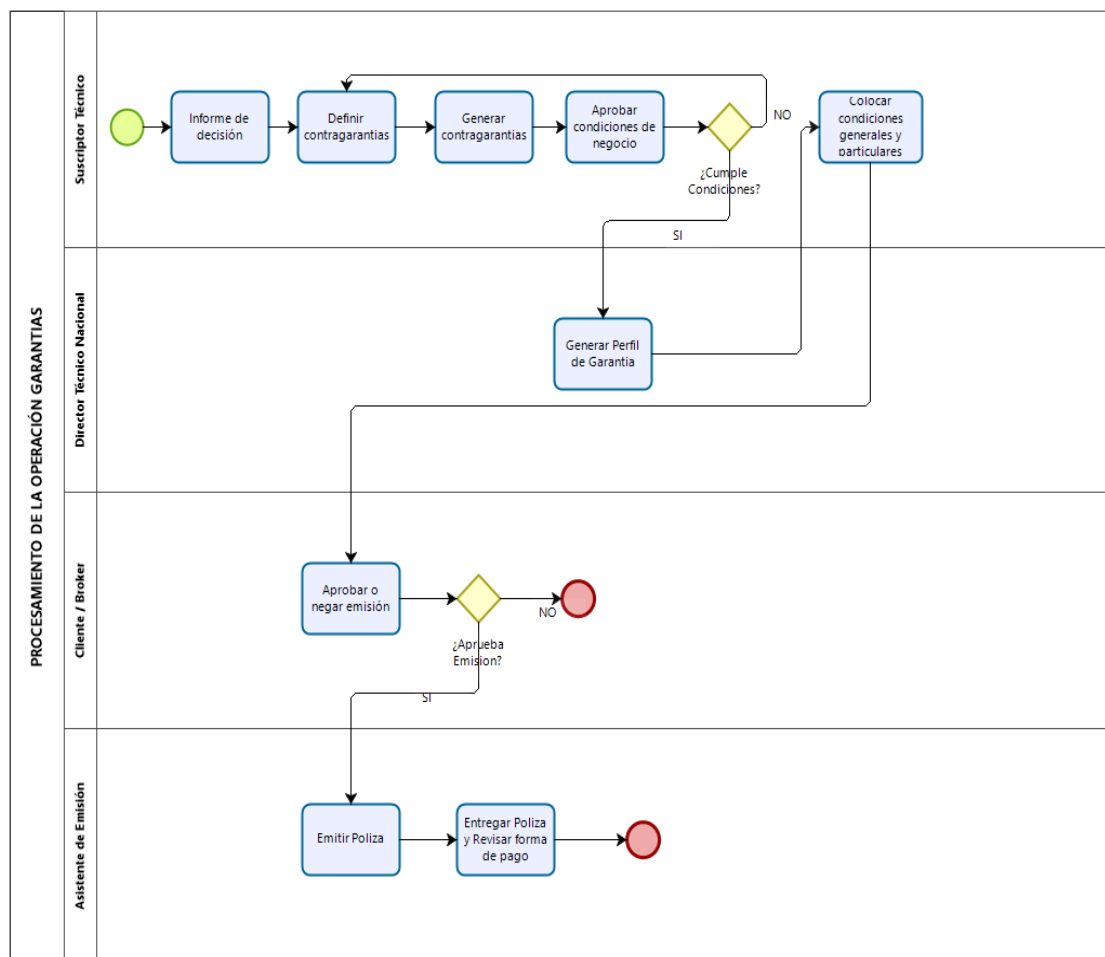 PROCESAMIENTO DE LA OPERACIÓN GARANTIAS
Suscriptor Técnico
Informe de
decisión
Definir
contragarantias
Generar
contragarantias
Aprobar
condiciones de
negocio
¿Cumple
Condiciones?
NO
SI
Colocar
condiciones
generales y
particulares
Director Técnico Nacional
Generar Perfil
de Garantia
Cliente / Broker
Aprobar o
negar emisión
¿Aprueba
Emision?
NO
SI
Asistente de Emisión
Emitir Poliza
Entregar Poliza
y Revisar forma
de pago